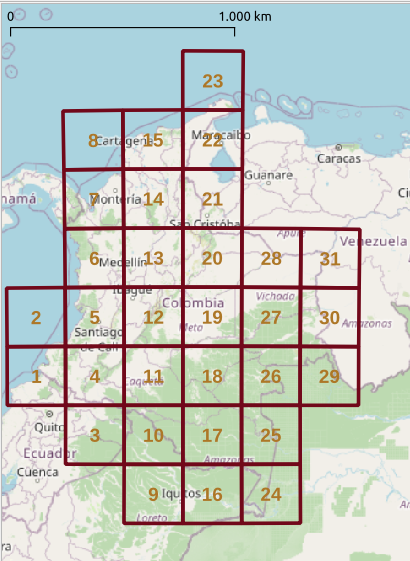 0 1.000 km
23
8 Cartagena 15 Maracaibo 22
Caracas
Guanare
namá 7 Montería 14 21
San Cristóbal
Apure
Venezuela
6 Medellín 13 20 28 31
Ibagué
Colombia Vichada
2 5 12 19 27 30
Santiago de Cali Meta Amazonas
1 4 Caquetá 11 18 26 29
Quito
3 10 17 25
Ecuador
Amazonas
Cuenca
9 Iquitos 16 24
Loreto
ra